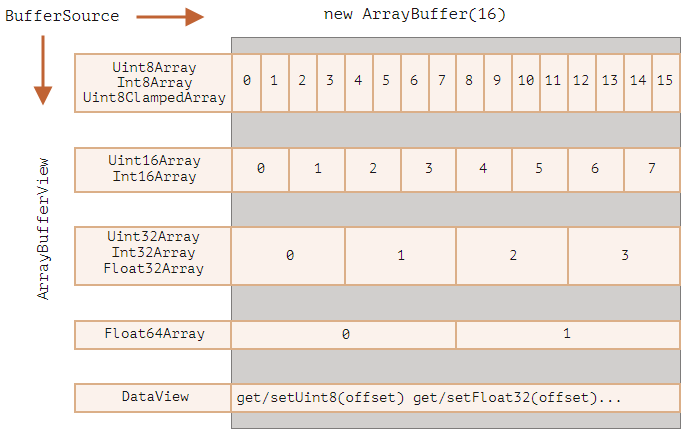 BufferSource
new ArrayBuffer(16)
ArrayBufferView
Uint8Array
Int8Array
Uint8ClampedArray
0 1 2 3 4 5 6 7 8 9 10 11 12 13 14 15
Uint16Array
Int16Array
0 1 2 3 4 5 6 7
Uint32Array
Int32Array
Float32Array
0 1 2 3
Float64Array
0 1
DataView
get/setUint8(offset) get/setFloat32(offset)...